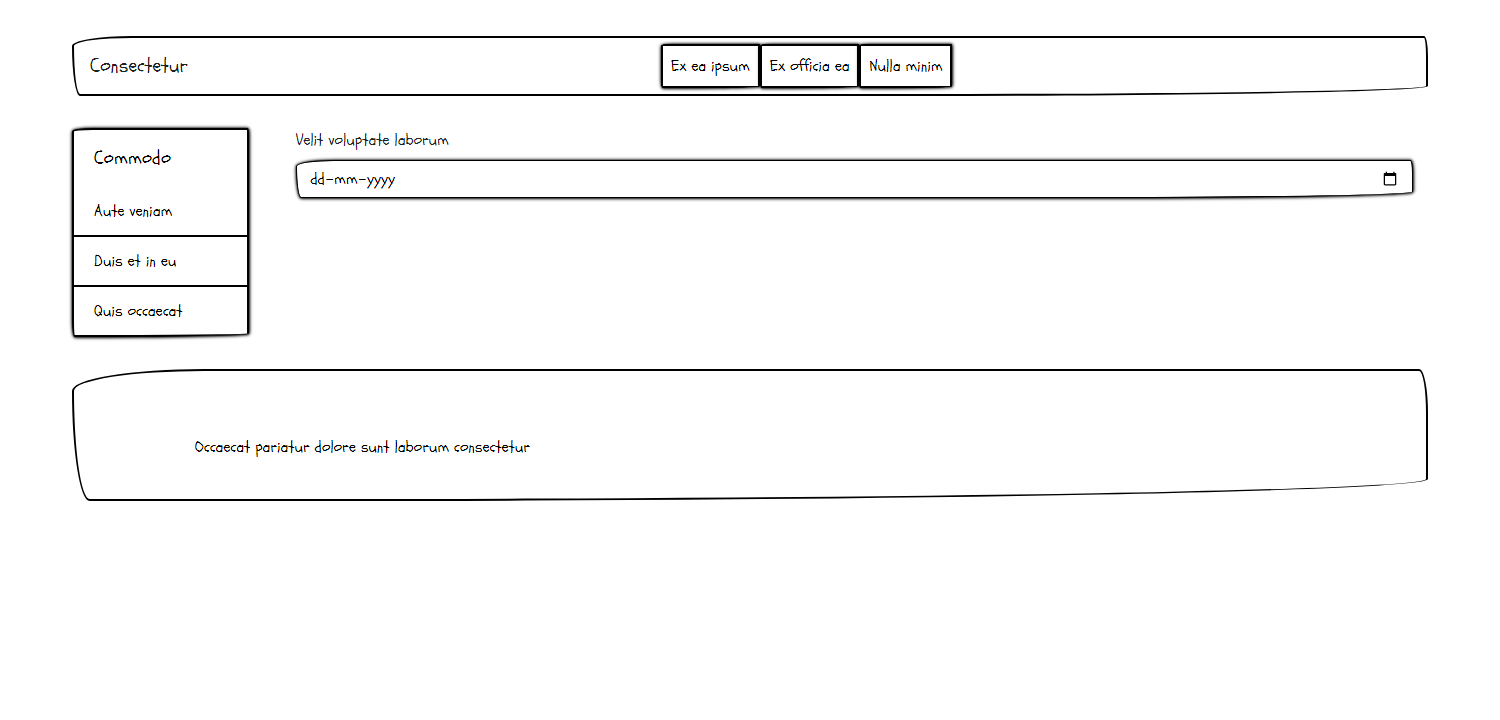 Consectetur
Ex ea ipsum
Ex officia ea
Nulla minim
Commodo
Aute veniam
Duis et in eu
Quis occaecat
Velit voluptate laborum
dd-mm-yyyy
Occaecat pariatur dolore sunt laborum consectetur